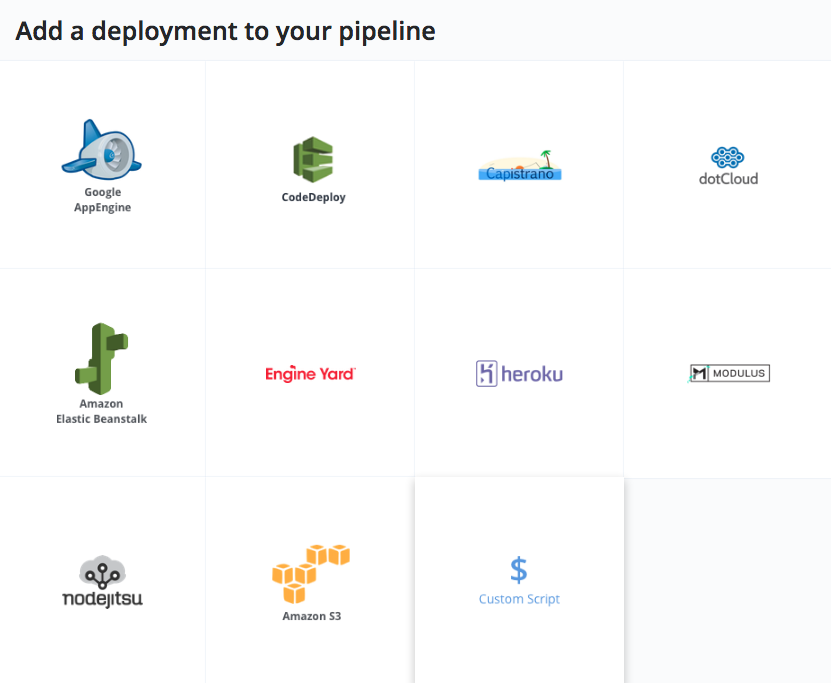 Add a deployment to your pipeline
Google
AppEngine
CodeDeploy
Capistrano
dotCloud
Amazon
Elastic Beanstalk
Engine Yard
heroku
MODULUS
nodejitsu
Amazon S3
$
Custom Script